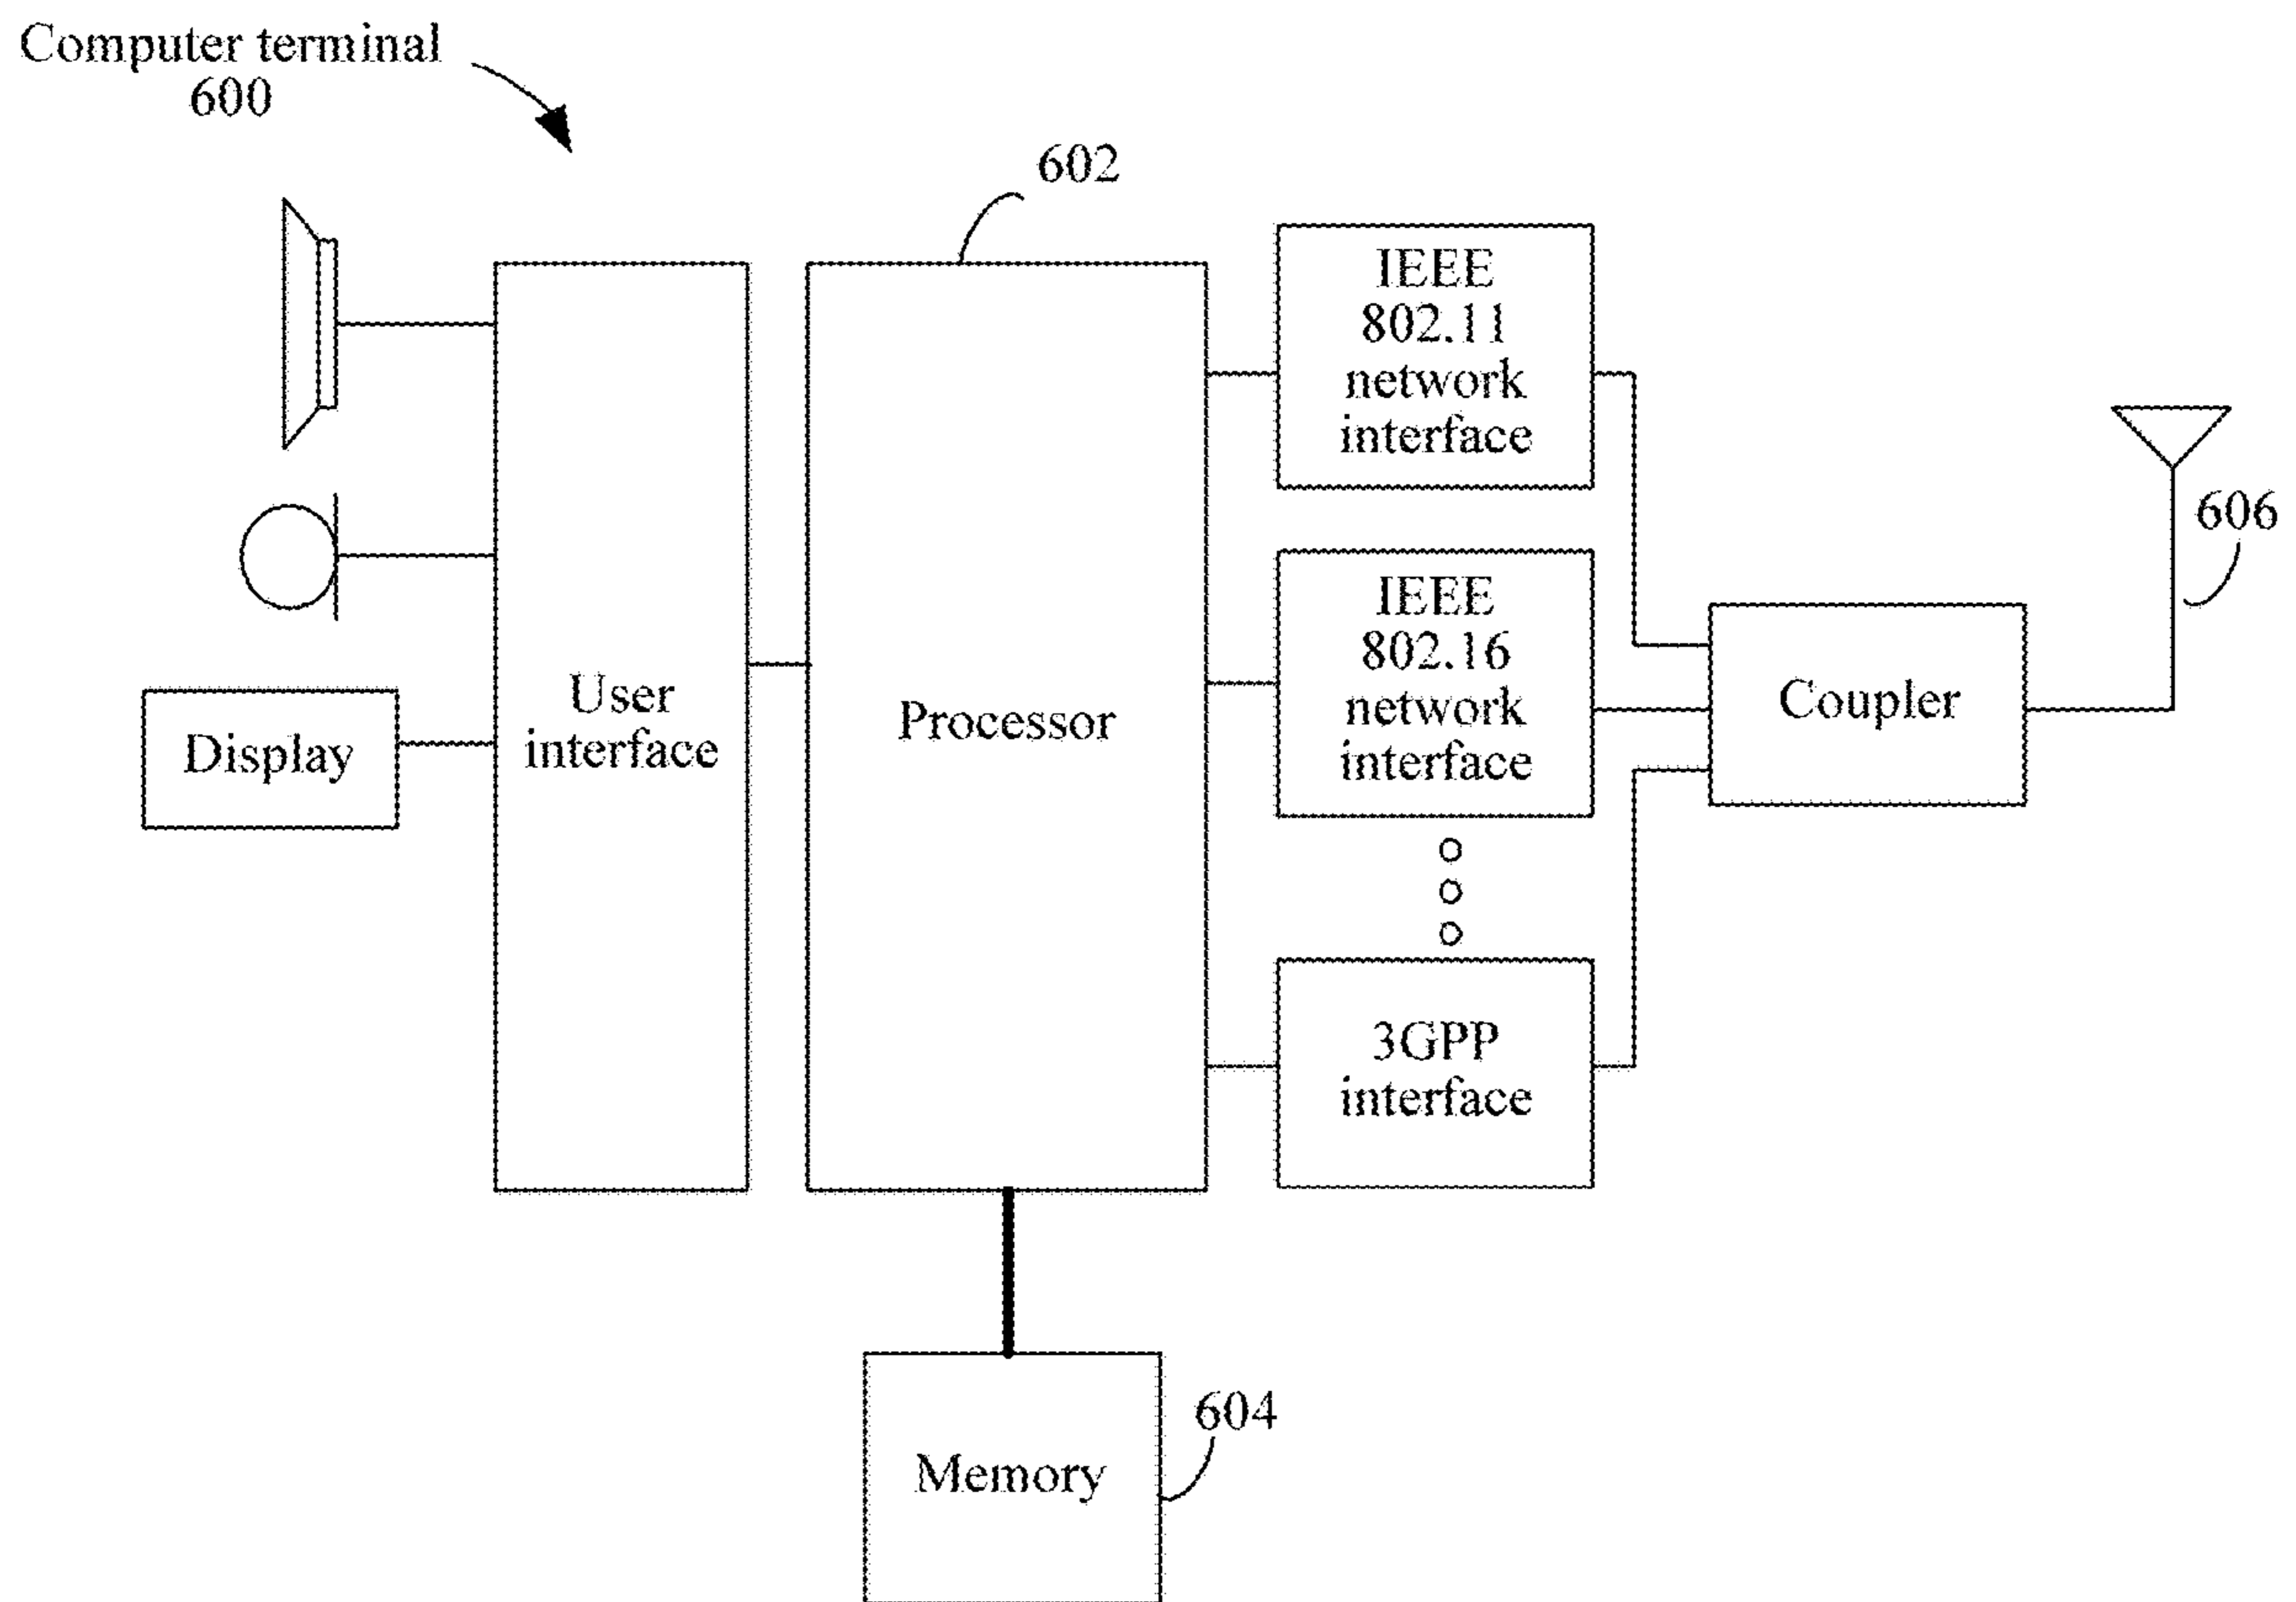 Computer terminal
600
602
IEEE
802.11
network
interface
606
IEEE
802.16
network
interface
User
interface
Processor
Coupler
Display
3GPP
interface
604
Memory